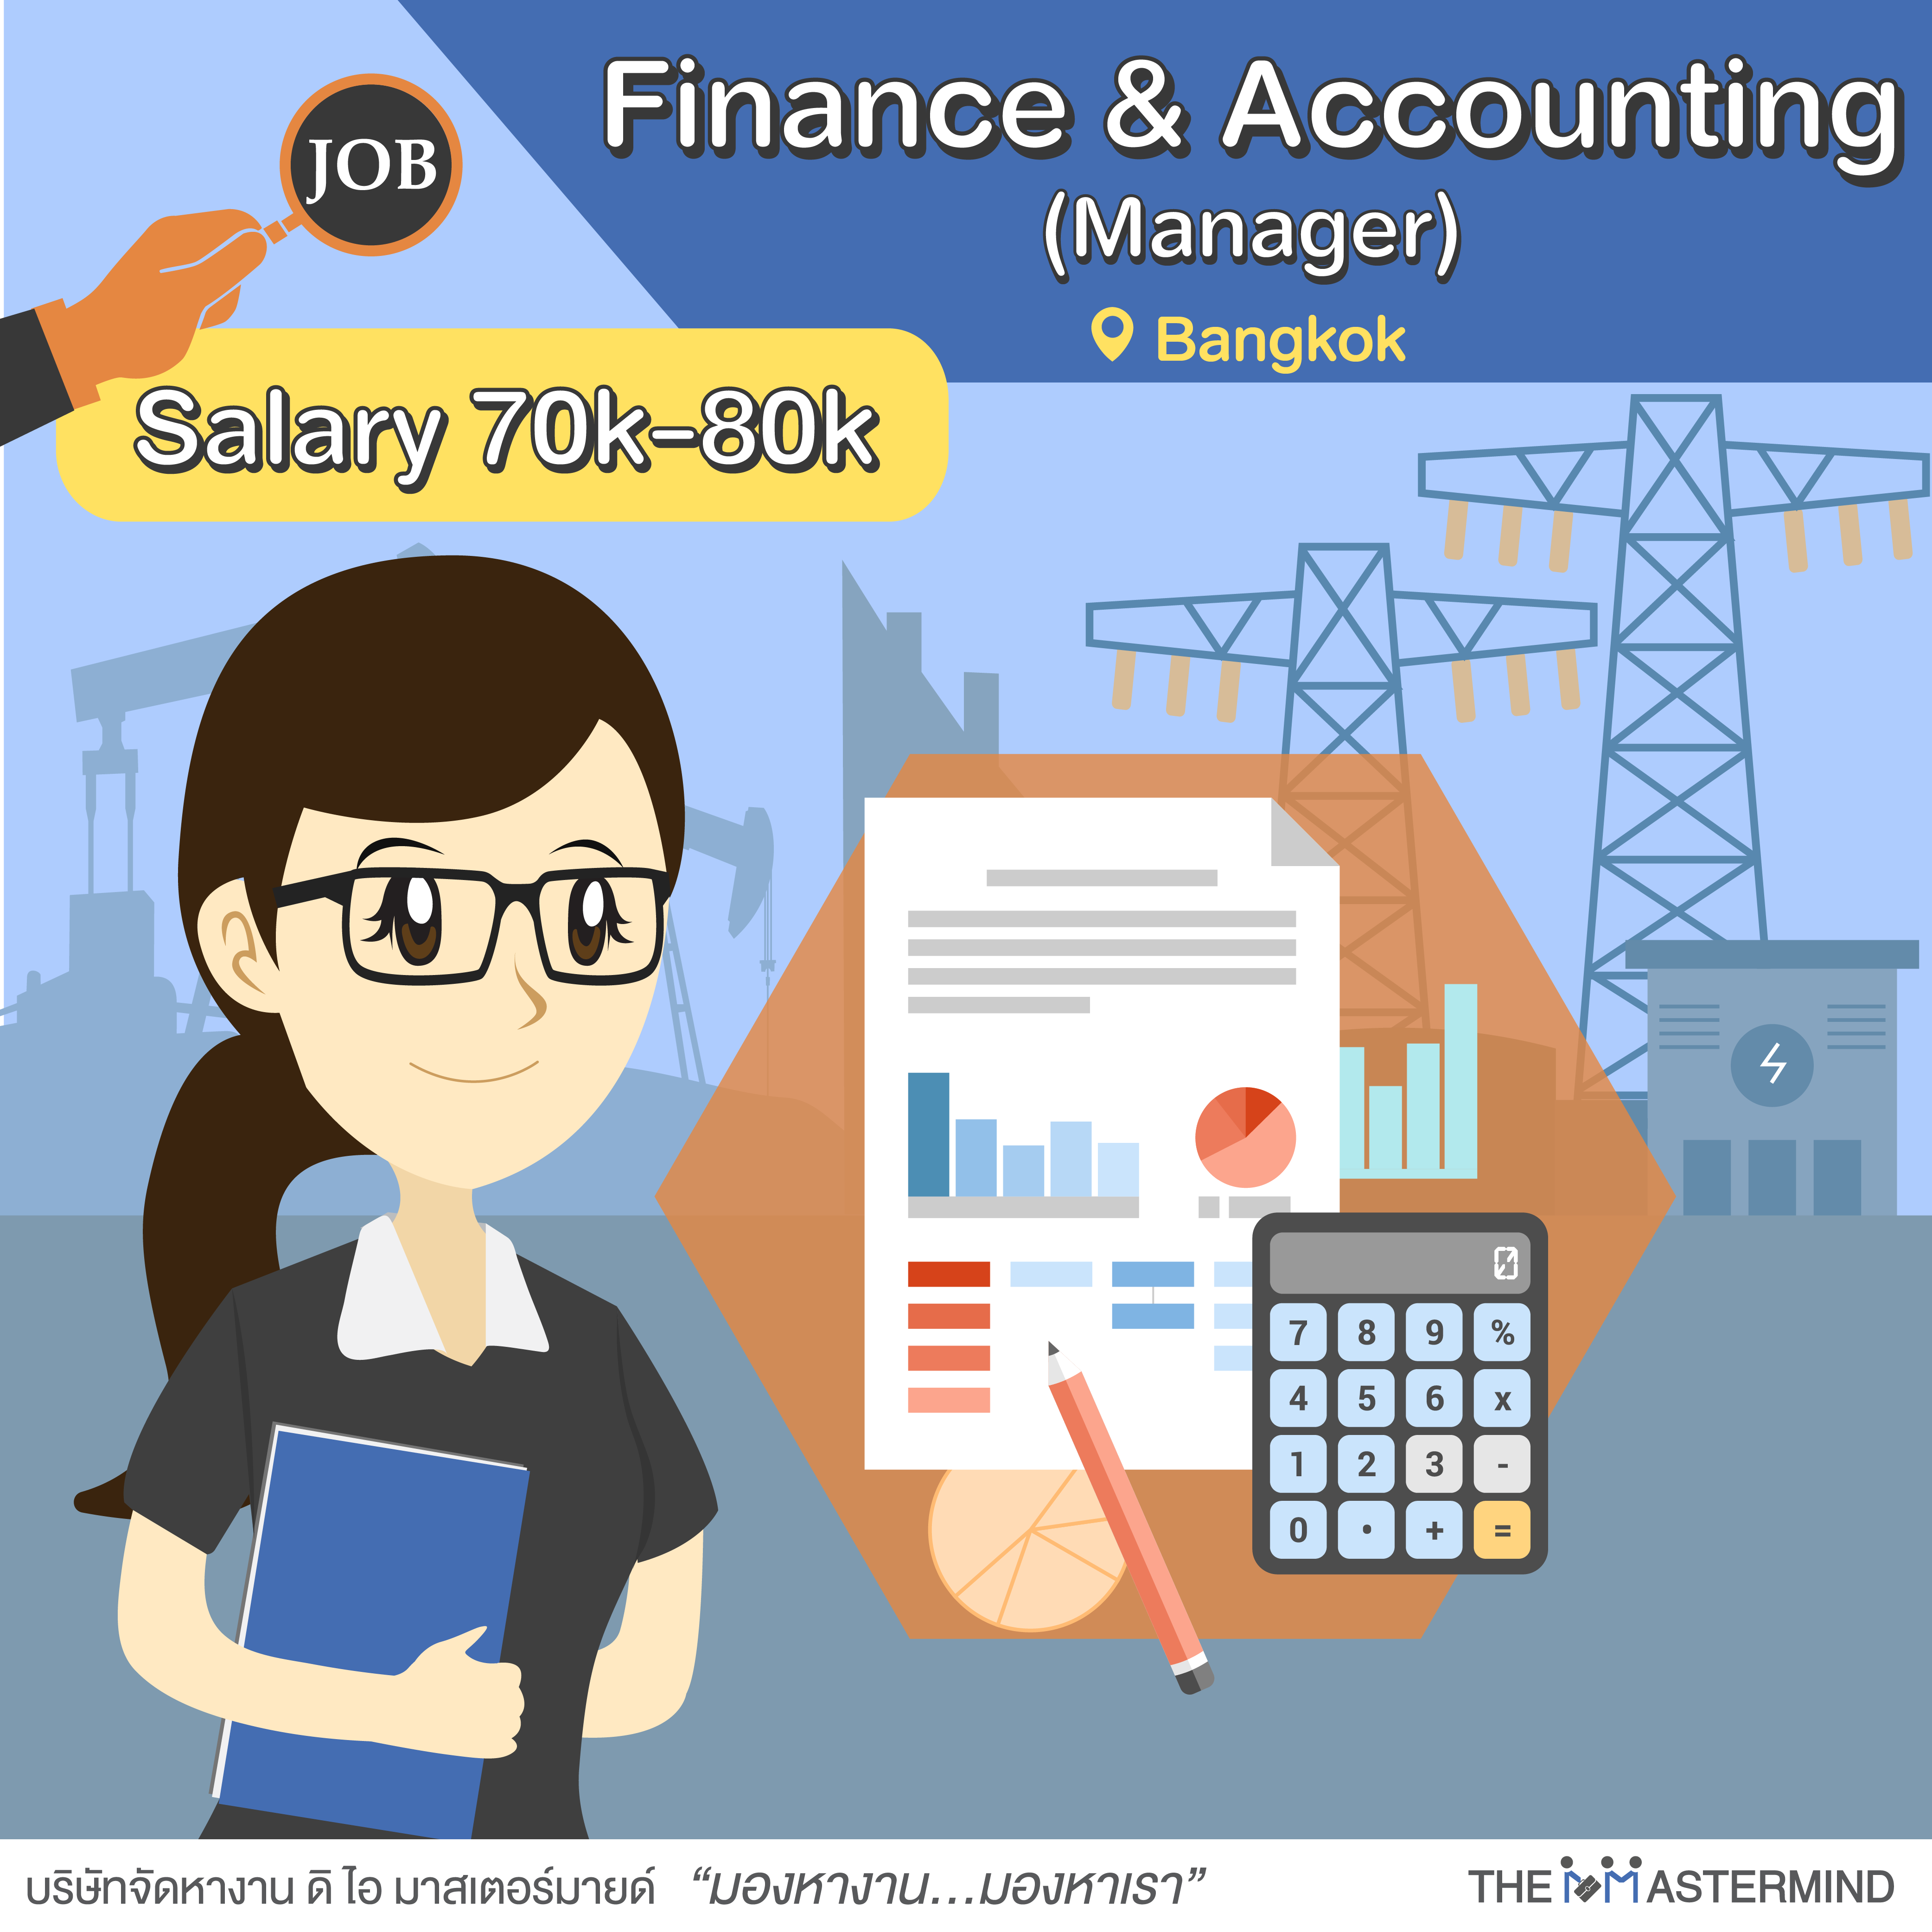 JOB
Finance & Accounting
(Manager)
Bangkok
Salary 70k-80k
0
7 8 9 %
4 5 6 x
1 2 3 -
0 • + =
บริษัทจัดหางาน ดิ ไอ มาสเตอร์มายด์ “มองหางาน...มองหาเรา”
THE iMASTERMIND